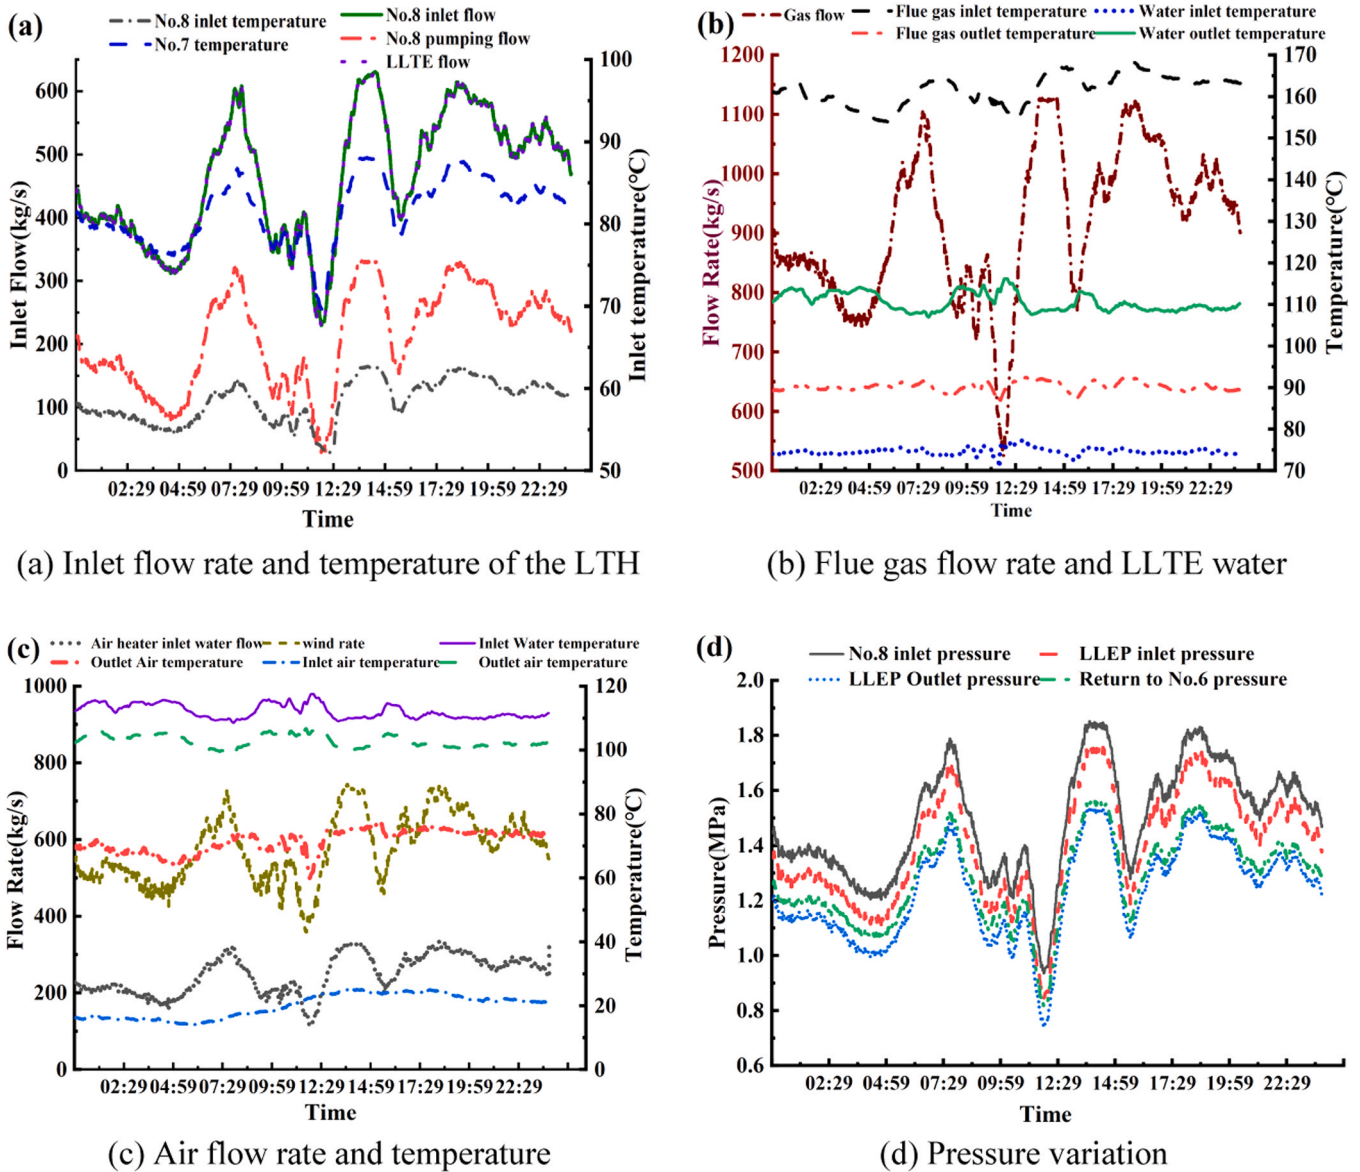 (a)
No.8 inlet temperature
No.8 inlet flow
No.7 temperature
No.8 pumping flow
LLTE flow
600
500
400
300
200
100
0
Inlet Flow(kg/s)
100
90
80
70
60
50
Inlet temperature(℃)
02:29 04:59 07:29 09:59 12:29 14:59 17:29 19:59 22:29
Time
(a) Inlet flow rate and temperature of the LTH
(b)
Gas flow
Flue gas inlet temperature
Water inlet temperature
Flue gas outlet temperature
Water outlet temperature
1200
1100
1000
900
800
700
600
500
Flow Rate(kg/s)
170
160
150
140
130
120
110
100
90
80
70
Temperature(℃)
02:29 04:59 07:29 09:59 12:29 14:59 17:29 19:59 22:29
Time
(b) Flue gas flow rate and LLTE water
(c)
Air heater inlet water flow
wind rate
Inlet Water temperature
Outlet Air temperature
Inlet air temperature
Outlet air temperature
1000
800
600
400
200
0
Flow Rate(kg/s)
120
100
80
60
40
20
0
Temperature(℃)
02:29 04:59 07:29 09:59 12:29 14:59 17:29 19:59 22:29
Time
(c) Air flow rate and temperature
(d)
No.8 inlet pressure
LLEP inlet pressure
LLEP Outlet pressure
Return to No.6 pressure
2.0
1.8
1.6
1.4
1.2
1.0
0.8
0.6
Pressure(MPa)
02:29 04:59 07:29 09:59 12:29 14:59 17:29 19:59 22:29
Time
(d) Pressure variation